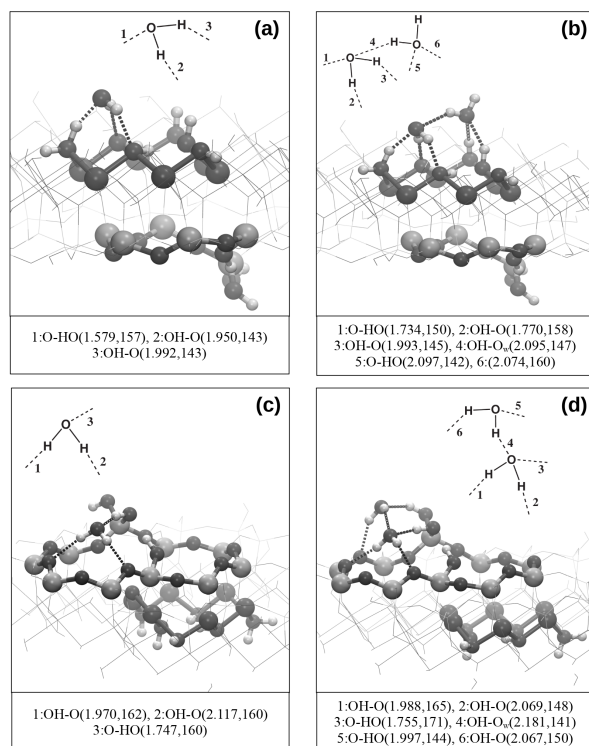 (a)
O H 3
1
H
2
1:O-HO(1.579,157), 2:OH-O(1.950,143)
3:OH-O(1.992,143)
(b)
H
4 H O
1 O H 5 6
H 3
2
1:O-HO(1.734,150), 2:OH-O(1.770,158)
3:OH-O(1.993,145), 4:OH-Ow(2.095,147)
5:O-HO(2.097,142), 6:(2.074,160)
(c)
3
O
H H
1 2
1:OH-O(1.970,162), 2:OH-O(2.117,160)
3:O-HO(1.747,160)
(d)
H O 5
6 H
4
O 3
H H
1 2
1:OH-O(1.988,165), 2:OH-O(2.069,148)
3:O-HO(1.755,171), 4:OH-Ow(2.181,141)
5:O-HO(1.997,144), 6:OH-O(2.067,150)